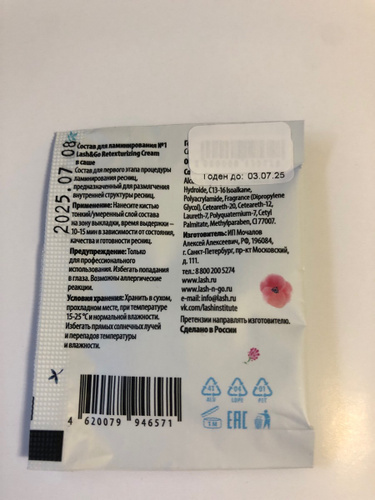 2025.07 08
Состав для ламинирования №1
Lash&Go Retexturizing Cream
в саше
Состав для первого этапа процедуры
ламинирования ресниц,
предназначенный для размягчения
внутренней структуры ресниц.
Применение: Нанесите кистью
тонкий/умеренный слой состава
на зону выкладки, время выдержки –
10-15 мин в зависимости от состояния,
качества и готовности ресниц.
Предупреждение: Только
для профессионального
использования. Избегать попадания
в глаза. Возможны аллергические
реакции.
Условия хранения: Хранить в сухом,
прохладном месте, при температуре
15-25 °C и нормальной влажности.
Избегать прямых солнечных лучей
и перепадов температуры
и влажности.
4 620079 946571
Годен до: 03.07.25
Hydroide, C13-16 Isoalkane,
Polyacrylamide, Fragrance (Dipropylene
Glycol), Ceteareth-20, Ceteareth-12,
Laureth-7, Polyquaternium-7, Cetyl
Palmitate, Methylparaben, CI 77007.
Изготовитель: ИП Мочалов
Алексей Алексеевич, РФ, 196084,
г. Санкт-Петербург, пр-кт Московский,
д. 111.
тел.: 8 800 200 5274
www.lash.ru
www.lash-n-go.ru
e-mail: info@lash.ru
vk.com/lashinstitute
Претензии направлять изготовителю.
Сделано в России
EAC